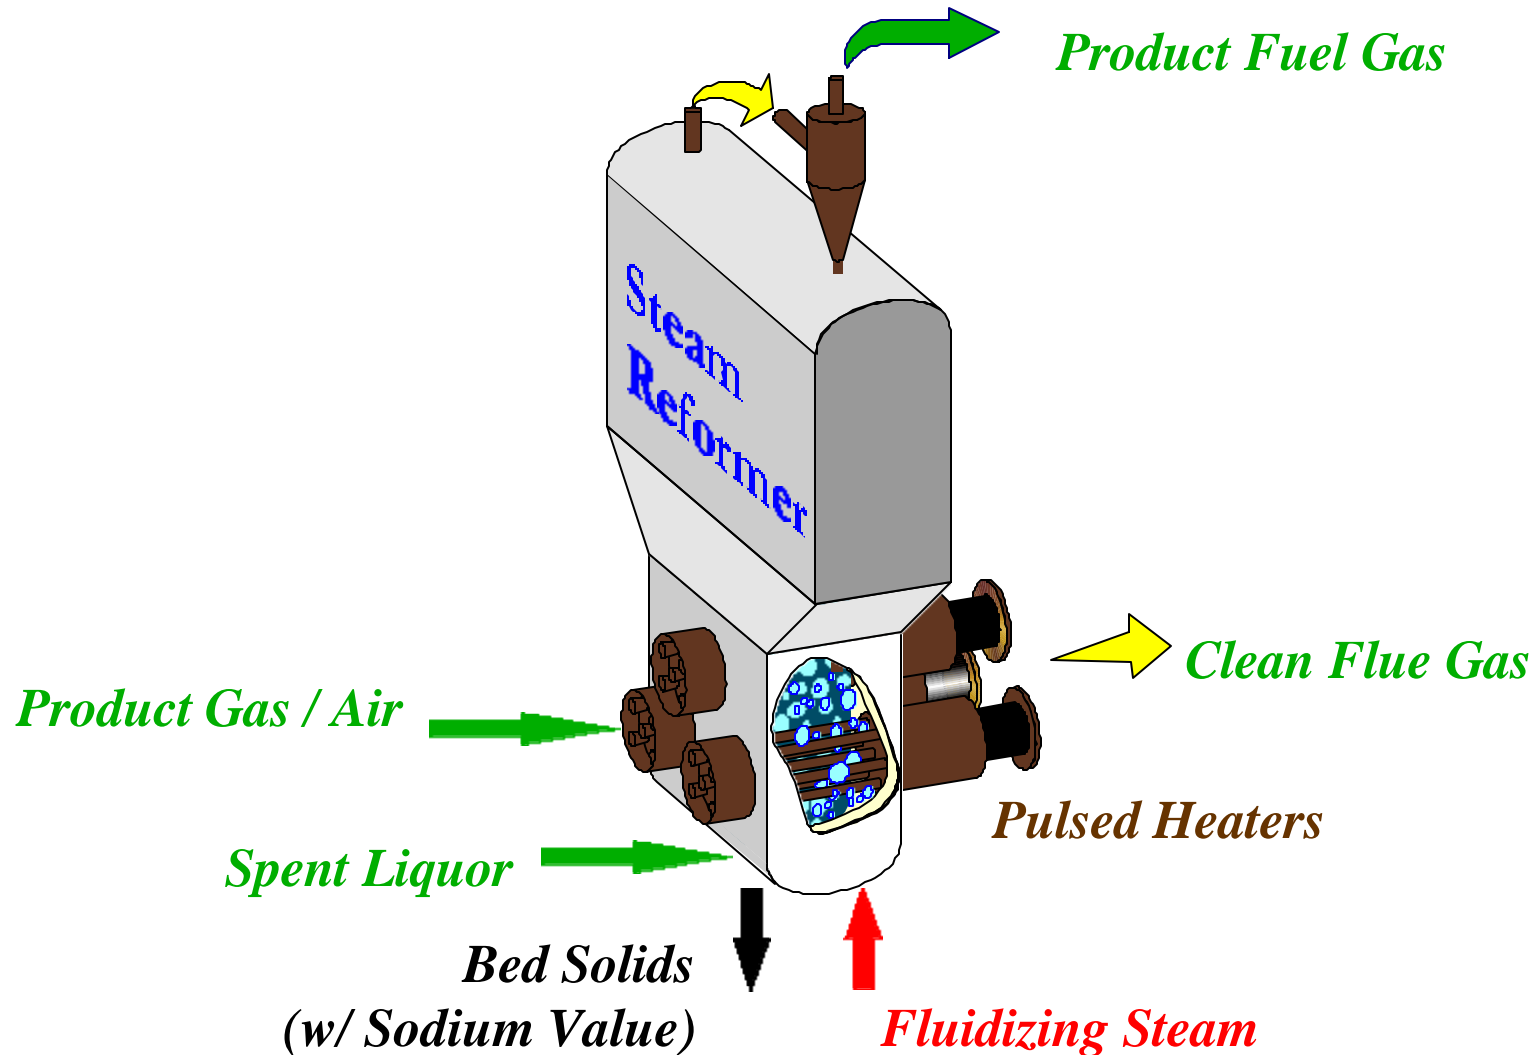 Product Fuel Gas
Steam
Reformer
Clean Flue Gas
Product Gas / Air
Pulsed Heaters
Spent Liquor
Bed Solids
(w/ Sodium Value)
Fluidizing Steam